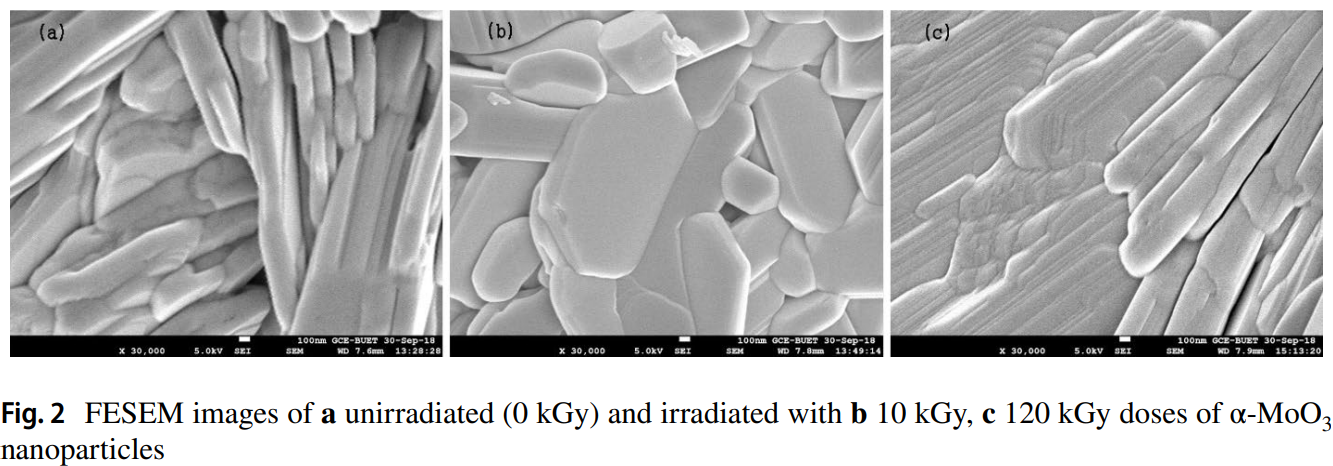 (a)
(b)
(c)
100nm GCE-BUET 30-Sep-18
X 30,000 5.0kV SEI SEM WD 7.6mm 13:28:28
100nm GCE-BUET 30-Sep-18
X 30,000 5.0kV SEI SEM WD 7.8mm 13:49:14
100nm GCE-BUET 30-Sep-18
X 30,000 5.0kV SEI SEM WD 7.9mm 15:13:20
Fig. 2 FESEM images of a unirradiated (0 kGy) and irradiated with b 10 kGy, c 120 kGy doses of α-MoO₃
nanoparticles